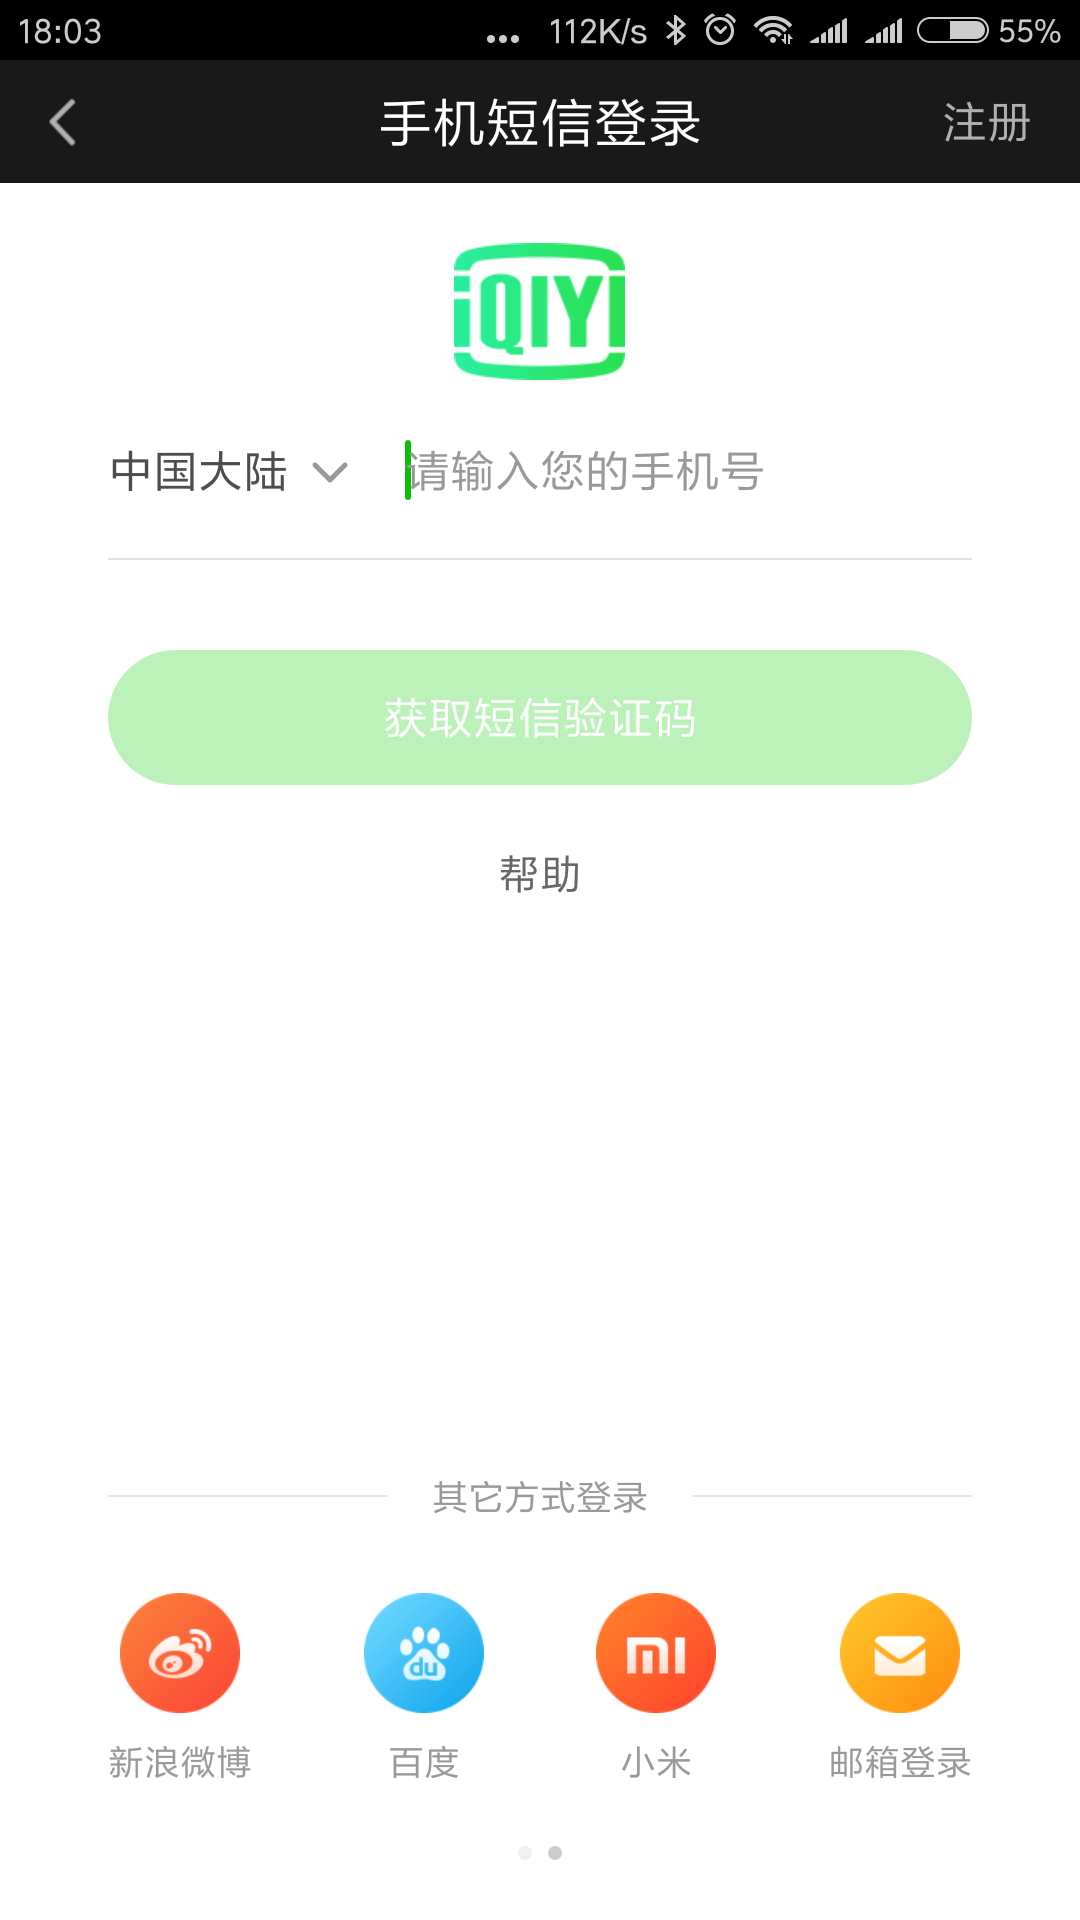 18:03 ... 112K/s 55%
手机短信登录 注册
iQIYI
中国大陆 请输入您的手机号
获取短信验证码
帮助
其它方式登录
du mi
新浪微博 百度 小米 邮箱登录